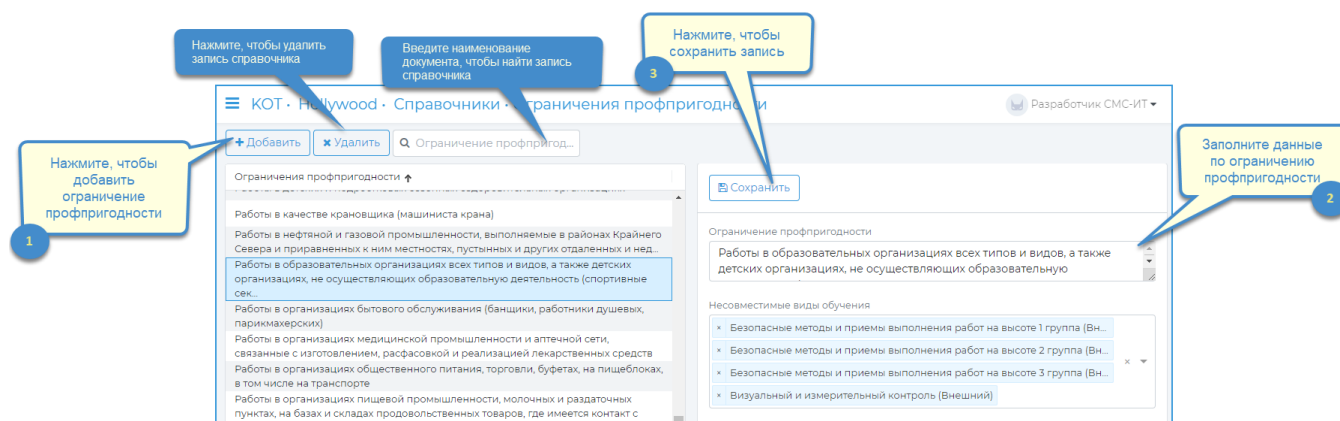 Нажмите, чтобы
сохранить запись
3
Нажмите, чтобы удалить
запись справочника
Введите наименование
документа, чтобы найти запись
справочника
КОТ · Hollywood · Справочники · Ограничения профпригодности
Разработчик СМС-ИТ
Добавить
Удалить
Ограничение профпригод...
Нажмите, чтобы
добавить
ограничение
профпригодности
1
Заполните данные
по ограничению
профпригодности
2
Ограничения профпригодности
Работы в качестве крановщика (машиниста крана)
Работы в нефтяной и газовой промышленности, выполняемые в районах Крайнего
Севера и приравненных к ним местностях, пустынных и других отдаленных и нед...
Работы в образовательных организациях всех типов и видов, а также детских
организациях, не осуществляющих образовательную деятельность (спортивные
сек...
Работы в организациях бытового обслуживания (банщики, работники душевых,
парикмахерских)
Работы в организациях медицинской промышленности и аптечной сети,
связанные с изготовлением, расфасовкой и реализацией лекарственных средств
Работы в организациях общественного питания, торговли, буфетах, на пищеблоках,
в том числе на транспорте
Работы в организациях пищевой промышленности, молочных и раздаточных
пунктах, на базах и складах продовольственных товаров, где имеется контакт с
Сохранить
Ограничение профпригодности
Работы в образовательных организациях всех типов и видов, а также
детских организациях, не осуществляющих образовательную
Несовместимые виды обучения
Безопасные методы и приемы выполнения работ на высоте 1 группа (Вн...
Безопасные методы и приемы выполнения работ на высоте 2 группа (Вн...
Безопасные методы и приемы выполнения работ на высоте 3 группа (Вн...
Визуальный и измерительный контроль (Внешний)